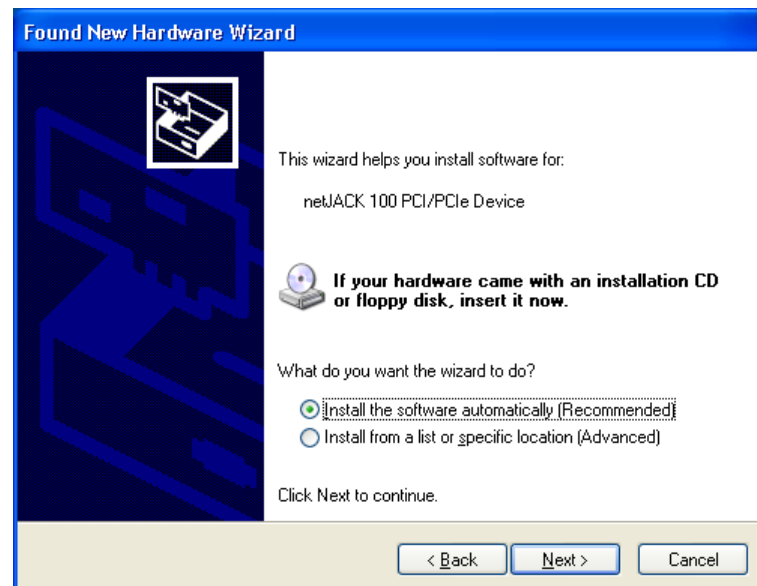 Found New Hardware Wizard
This wizard helps you install software for:
netJACK 100 PCI/PCIe Device
If your hardware came with an installation CD
or floppy disk, insert it now.
What do you want the wizard to do?
Install the software automatically (Recommended)
Install from a list or specific location (Advanced)
Click Next to continue.
< Back Next > Cancel